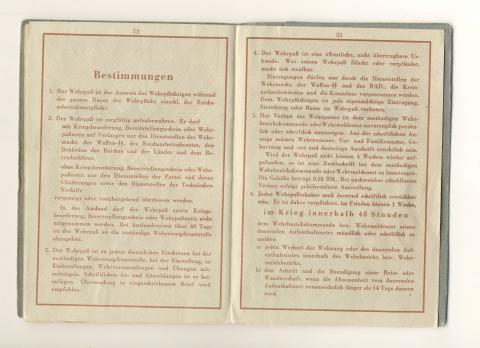 52
Bestimmungen
1. Der Wehrpaß ist der Ausweis des Wehrpflichtigen während
der ganzen Dauer der Wehrpflicht einschl. der Reichs-
arbeitsdienstpflicht.
2. Der Wehrpaß ist sorgfältig aufzubewahren. Er darf
mit Kriegsbeorderung, Bereitstellungsschein oder Wehr-
paßnotiz auf Verlangen nur den Dienststellen der Wehr-
macht, der Waffen-SS, des Reichsarbeitsdienstes, den
Behörden des Reiches und der Länder und dem Be-
triebsführer,
ohne Kriegsbeorderung, Bereitstellungsschein oder Wehr-
paßnotiz nur den Dienststellen der Partei und deren
Gliederungen sowie den Dienststellen der Technischen
Nothilfe
vorgezeigt oder vorübergehend überlassen werden.
In das Ausland darf der Wehrpaß sowie Kriegs-
beorderung, Bereitstellungsschein oder Wehrpaßnotiz nicht
mitgenommen werden. Bei Auslandsreisen über 60 Tage
ist der Wehrpaß an die zuständige Wehrersatzdienststelle
abzugeben.
3. Der Wehrpaß ist zu jedem dienstlichen Erscheinen bei der
zuständigen Wehrersatzdienststelle, bei der Einstellung, zu
Einberufungen, Wehrversammlungen und Übungen mit-
zubringen. Schriftlichen An- und Abmeldungen ist er bei-
zufügen. Übersendung in eingeschriebenem Brief wird
empfohlen.
53
4. Der Wehrpaß ist eine öffentliche, nicht übertragbare Ur-
kunde. Wer seinen Wehrpaß fälscht oder verpfändet,
macht sich strafbar.
Eintragungen dürfen nur durch die Dienststellen der
Wehrmacht, der Waffen-SS und des RAD., die Kreis-
polizeibehörden und die Konsulate vorgenommen werden.
Dem Wehrpflichtigen ist jede eigenmächtige Eintragung,
Streichung oder Rasur im Wehrpaß verboten.
5. Der Verlust des Wehrpasses ist dem zuständigen Wehr-
bezirkskommando oder Wehrmeldeamt unverzüglich persön-
lich oder schriftlich anzuzeigen. Aus der schriftlichen An-
zeige müssen Wehrnummer, Vor- und Familienname, Ge-
burtstag und -ort und derzeitige Anschrift ersichtlich sein.
Wird der Wehrpaß nicht binnen 4 Wochen wieder auf-
gefunden, so ist eine Zweitschrift bei dem zuständigen
Wehrbezirkskommando oder Wehrmeldeamt zu beantragen.
Die Gebühr beträgt 0,50 RM. Bei nachweisbar schuldlosem
Verlust erfolgt gebührenfreie Ausstellung.
6. Jeder Wehrpaßinhaber muß dauernd schriftlich erreichbar
sein. Er ist daher verpflichtet, im Frieden binnen 1 Woche,
im Krieg innerhalb 48 Stunden
dem Wehrbezirkskommando bzw. Wehrmeldeamt seines
dauernden Aufenthaltsortes mündlich oder schriftlich zu
melden:
a) jeden Wechsel der Wohnung oder des dauernden Auf-
enthaltsortes innerhalb des Wehrbezirks bzw. Wehr-
meldebezirks,
b) den Antritt und die Beendigung einer Reise oder
Wanderschaft, wenn die Abwesenheit vom dauernden
Aufenthaltsort voraussichtlich länger als 14 Tage dauern
wird.